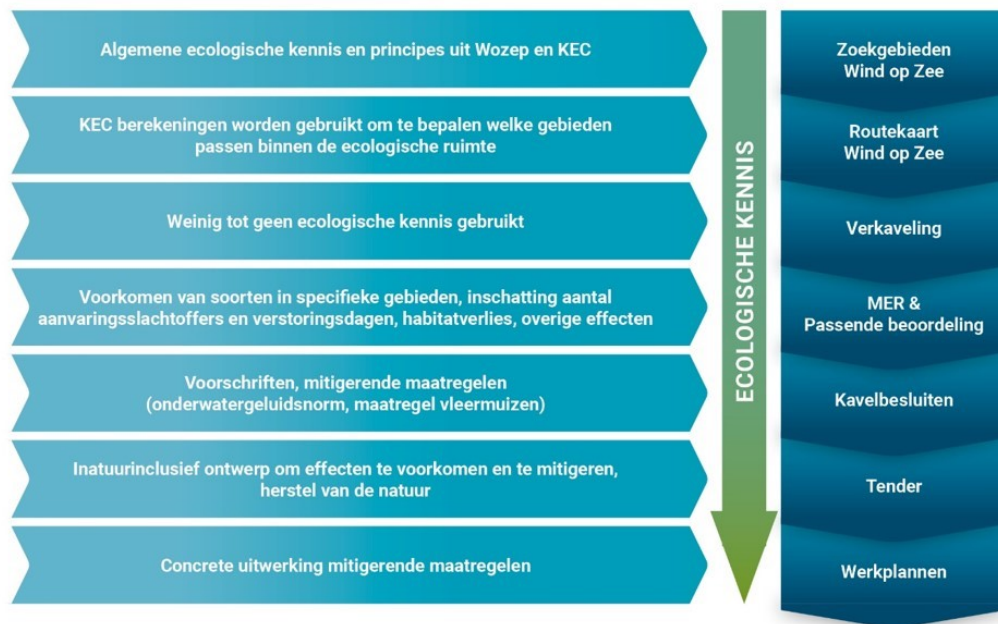 Algemene ecologische kennis en principes uit Wozep en KEC
Zoekgebieden
Wind op Zee
KEC berekeningen worden gebruikt om te bepalen welke gebieden
passen binnen de ecologische ruimte
Routekaart
Wind op Zee
Weinig tot geen ecologische kennis gebruikt
Verkaveling
Voorkomen van soorten in specifieke gebieden, inschatting aantal
aanvaringsslachtoffers en verstoringsdagen, habitatverlies, overige effecten
MER &
Passende beoordeling
Voorschriften, mitigerende maatregelen
(onderwatergeluidsnorm, maatregel vleermuizen)
Kavelbesluiten
Inatuurinclusief ontwerp om effecten te voorkomen en te mitigeren,
herstel van de natuur
Tender
Concrete uitwerking mitigerende maatregelen
Werkplannen
ECOLOGISCHE KENNIS